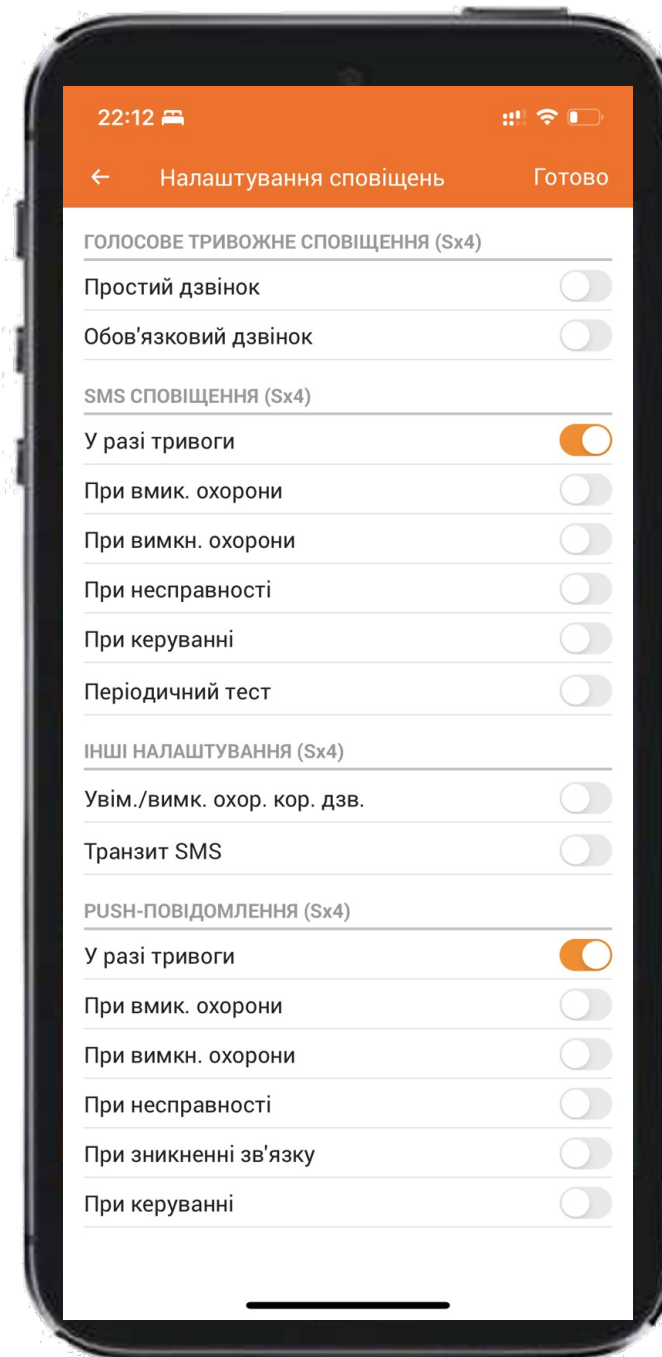 22:12
Налаштування сповіщень Готово
ГОЛОСОВЕ ТРИВОЖНЕ СПОВІЩЕННЯ (Sx4)
Простий дзвінок
Обов'язковий дзвінок
SMS СПОВІЩЕННЯ (Sx4)
У разі тривоги
При вмик. охорони
При вимкн. охорони
При несправності
При керуванні
Періодичний тест
ІНШІ НАЛАШТУВАННЯ (Sx4)
Увім./вимк. охор. кор. дзв.
Транзит SMS
PUSH-ПОВІДОМЛЕННЯ (Sx4)
У разі тривоги
При вмик. охорони
При вимкн. охорони
При несправності
При зникненні зв'язку
При керуванні